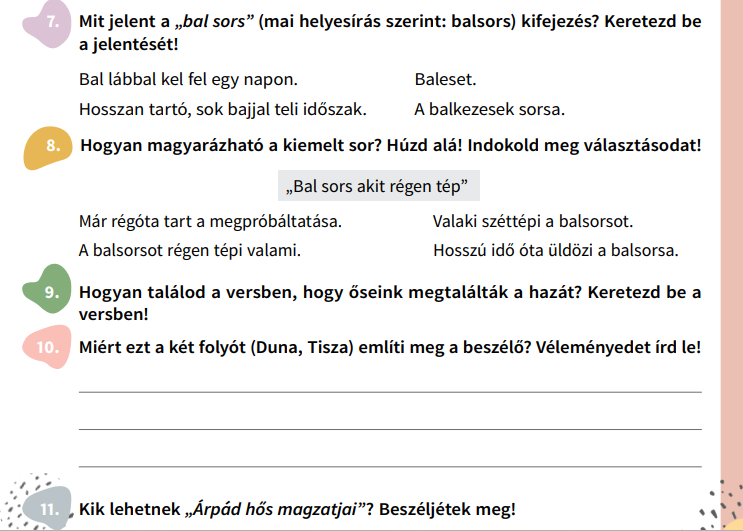 7. Mit jelent a „bal sors” (mai helyesírás szerint: balsors) kifejezés? Keretezd be
a jelentését!
Bal lábbal kel fel egy napon. Baleset.
Hosszan tartó, sok bajjal teli időszak. A balkezesek sorsa.
8. Hogyan magyarázható a kiemelt sor? Húzd alá! Indokold meg választásodat!
„Bal sors akit régen tép”
Már régóta tart a megpróbáltatása. Valaki széttépi a balsorsot.
A balsorsot régen tépi valami. Hosszú idő óta üldözi a balsorsa.
9. Hogyan találod a versben, hogy őseink megtalálták a hazát? Keretezd be a
versben!
10. Miért ezt a két folyót (Duna, Tisza) említi meg a beszélő? Véleményedet írd le!
11. Kik lehetnek „Árpád hős magzatjai”? Beszéljétek meg!